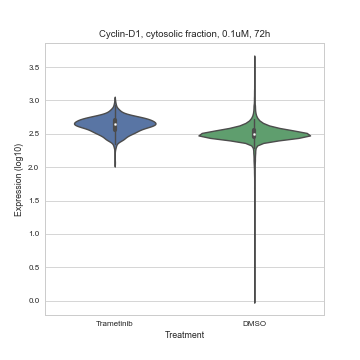 Cyclin-D1, cytosolic fraction, 0.1uM, 72h
Expression (log10)
3.5
3.0
2.5
2.0
1.5
1.0
0.5
0.0
Trametinib
DMSO
Treatment